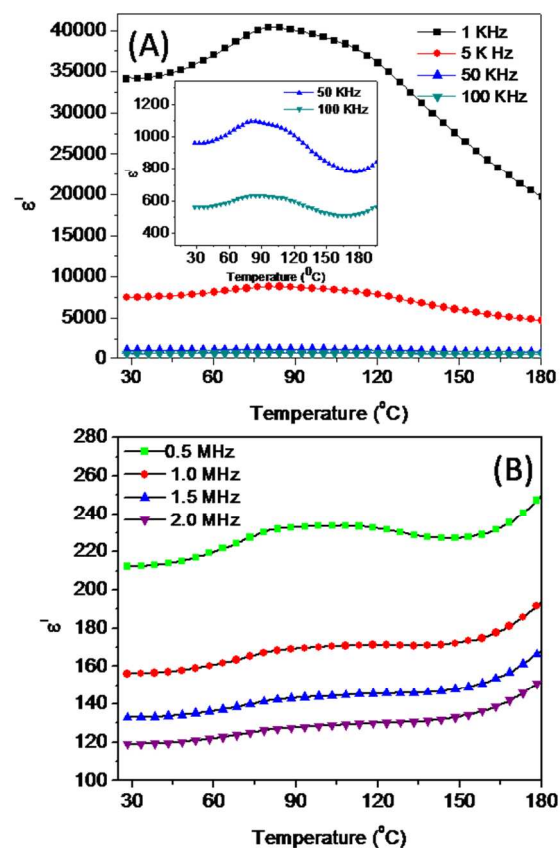 (A)
1 KHz
5 K Hz
50 KHz
100 KHz
40000
35000
30000
25000
20000
15000
10000
5000
0
ε'
50 KHz
100 KHz
1200
1000
800
600
400
ε'
30 60 90 120 150 180
Temperature (⁰C)
30 60 90 120 150 180
Temperature (⁰C)
(B)
0.5 MHz
1.0 MHz
1.5 MHz
2.0 MHz
280
260
240
220
200
180
160
140
120
100
ε'
30 60 90 120 150 180
Temperature (⁰C)